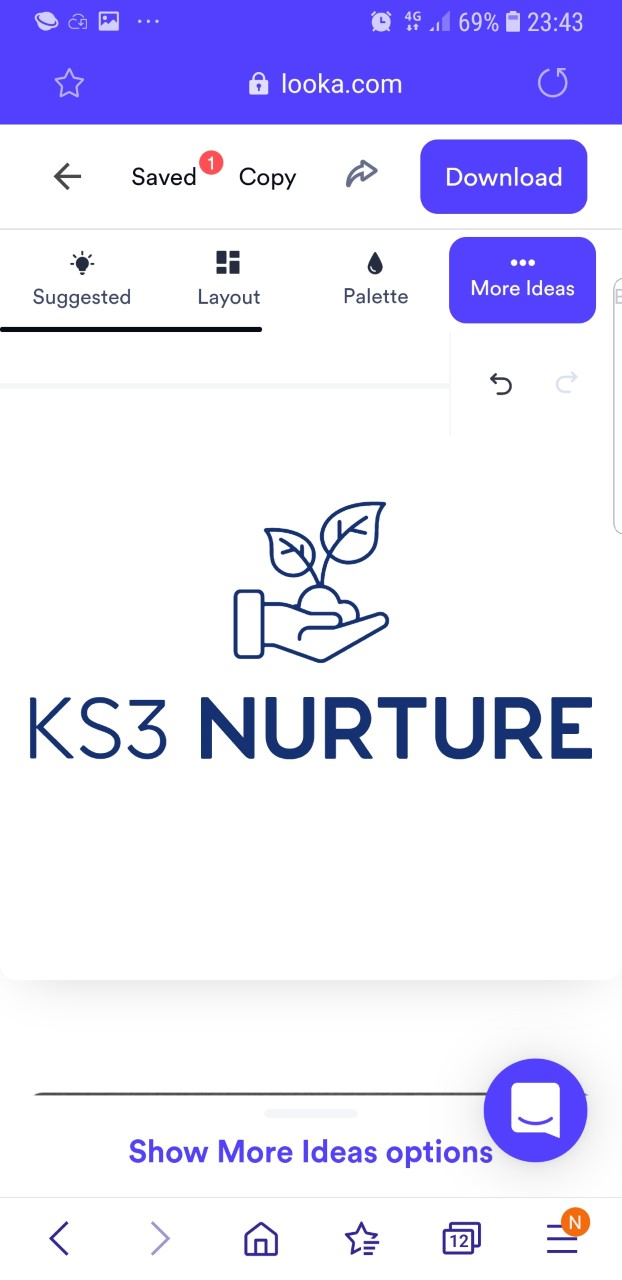 4G 69% 23:43
looka.com
Saved 1 Copy Download
Suggested Layout Palette More Ideas
KS3 NURTURE
Show More Ideas options
12 N